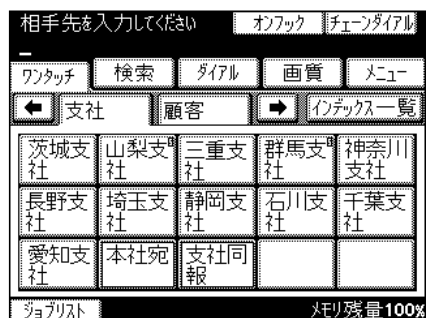 相手先を入力してください オンフック チェーンダイアル
ワンタッチ 検索 ダイアル 画質 メニュー
支社 顧客 インデックス一覧
茨城支社 山梨支社 三重支社 群馬支社 神奈川支社
長野支社 埼玉支社 静岡支社 石川支社 千葉支社
愛知支社 本社宛 支社同報
ジョブリスト メモリ残量100%